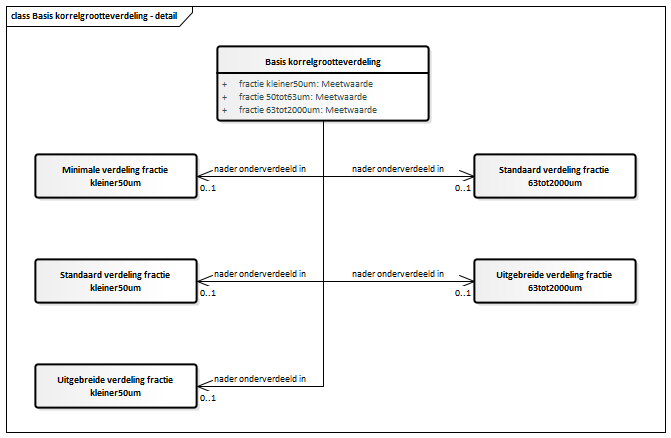 class Basis korrelgrootteverdeling - detail
Basis korrelgrootteverdeling
+ fractie kleiner50um: Meetwaarde
+ fractie 50tot63um: Meetwaarde
+ fractie 63tot2000um: Meetwaarde
Minimale verdeling fractie
kleiner50um
nader onderverdeeld in
0..1
nader onderverdeeld in
0..1
Standaard verdeling fractie
63tot2000um
Standaard verdeling fractie
kleiner50um
nader onderverdeeld in
0..1
nader onderverdeeld in
0..1
Uitgebreide verdeling fractie
63tot2000um
Uitgebreide verdeling fractie
kleiner50um
nader onderverdeeld in
0..1